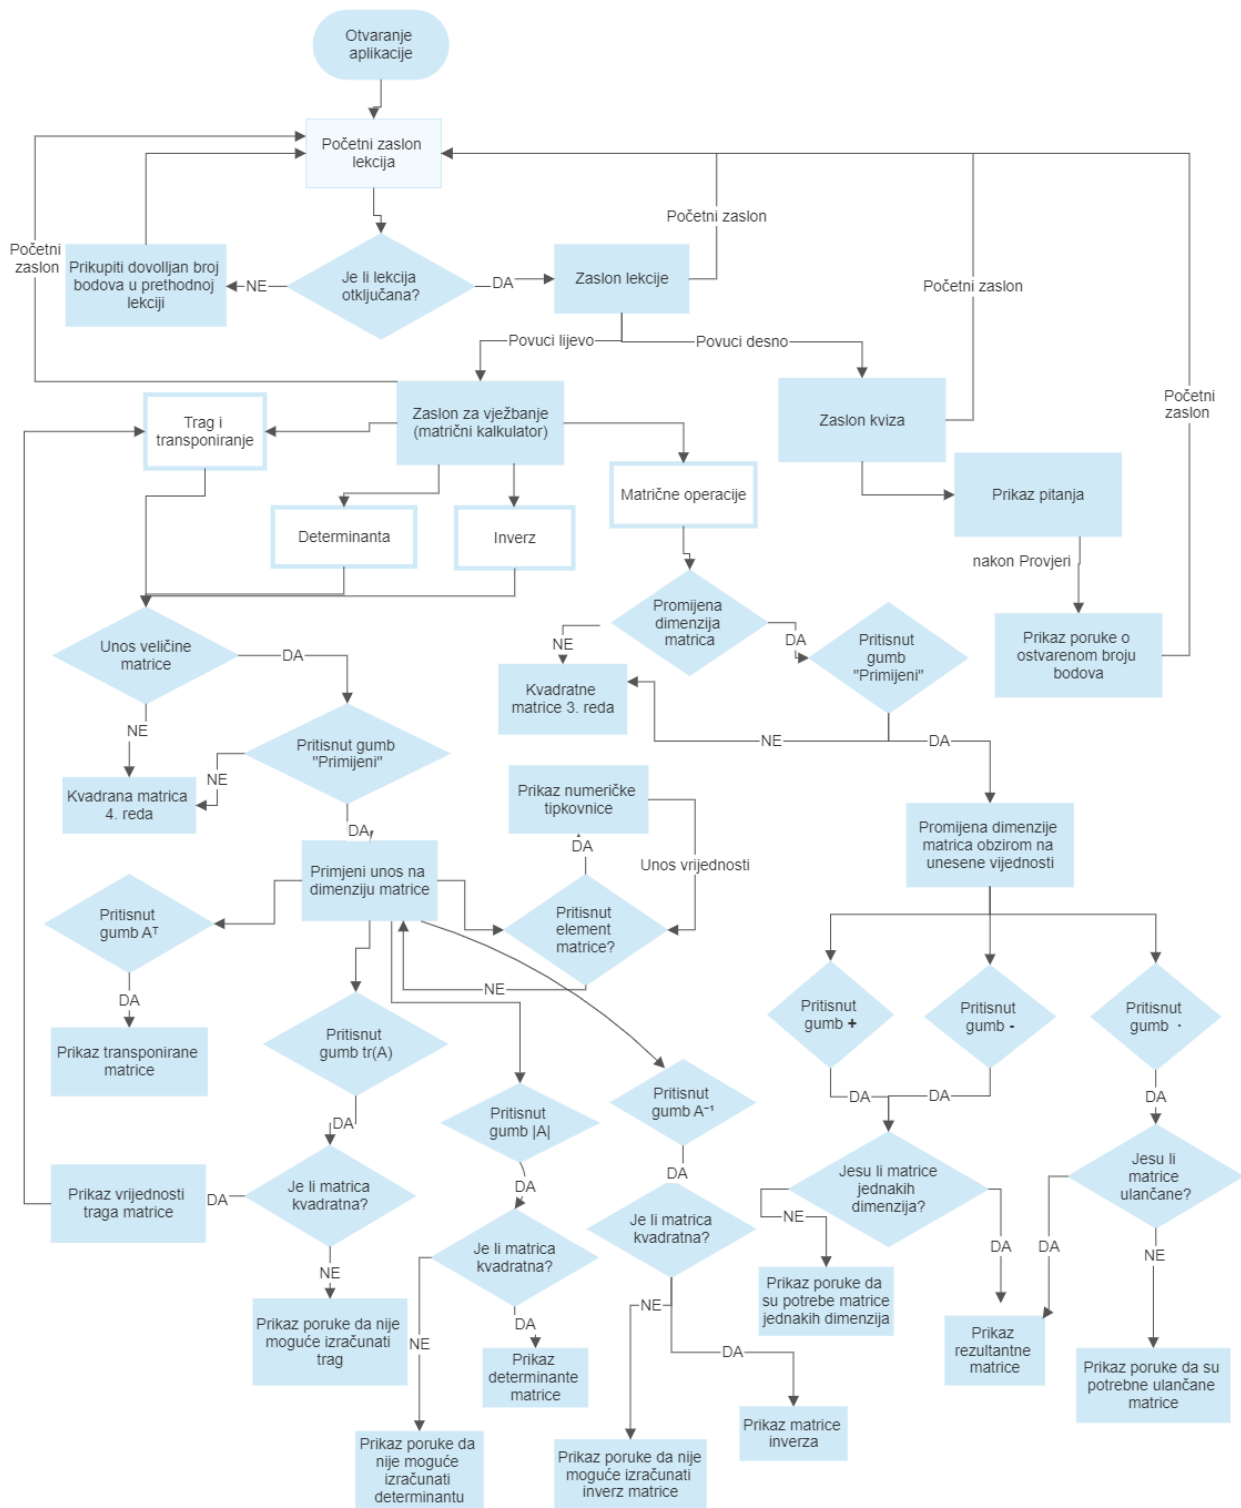 Otvaranje
aplikacije
Početni zaslon
lekcija
Početni
zaslon
Prikupiti dovolljan broj
bodova u prethodnoj
lekciji
NE
Je li lekcija
otključana?
DA
Zaslon lekcije
Početni zaslon
Početni zaslon
Početni
zaslon
Povuci lijevo
Povuci desno
Trag i
transponiranje
Zaslon za vježbanje
(matrični kalkulator)
Zaslon kviza
Determinanta
Inverz
Matrične operacije
Prikaz pitanja
nakon Provjeri
Unos veličine
matrice
DA
NE
Promijena
dimenzija
matrica
NE
DA
Pritisnut
gumb
"Primijeni"
Prikaz poruke o
ostvarenom broju
bodova
Kvadratne
matrice 3. reda
NE
DA
Pritisnut gumb
"Primijeni"
NE
Kvadrana matrica
4. reda
DA
Prikaz numeričke
tipkovnice
DA
Unos vrijednosti
Promijena dimenzije
matrica obzirom na
unesene vijednosti
Primjeni unos na
dimenziju matrice
Pritisnut
gumb Aᵀ
Pritisnut
element
matrice?
NE
DA
Prikaz transponirane
matrice
Pritisnut
gumb tr(A)
Pritisnut
gumb +
Pritisnut
gumb -
Pritisnut
gumb ·
DA
Pritisnut
gumb |A|
Pritisnut
gumb A⁻¹
DA
DA
DA
Prikaz vrijednosti
traga matrice
DA
Je li matrica
kvadratna?
DA
DA
Jesu li matrice
jednakih
dimenzija?
Jesu li
matrice
ulančane?
Je li matrica
kvadratna?
Je li matrica
kvadratna?
NE
NE
DA
DA
NE
Prikaz poruke da nije
moguće izračunati
trag
NE
DA
NE
DA
Prikaz poruke da
su potrebe matrice
jednakih dimenzija
Prikaz
rezultantne
matrice
Prikaz poruke da su
potrebne ulančane
matrice
Prikaz
determinante
matrice
Prikaz matrice
inverza
Prikaz poruke da
nije moguće
izračunati
determinantu
Prikaz poruke da nije
moguće izračunati
inverz matrice